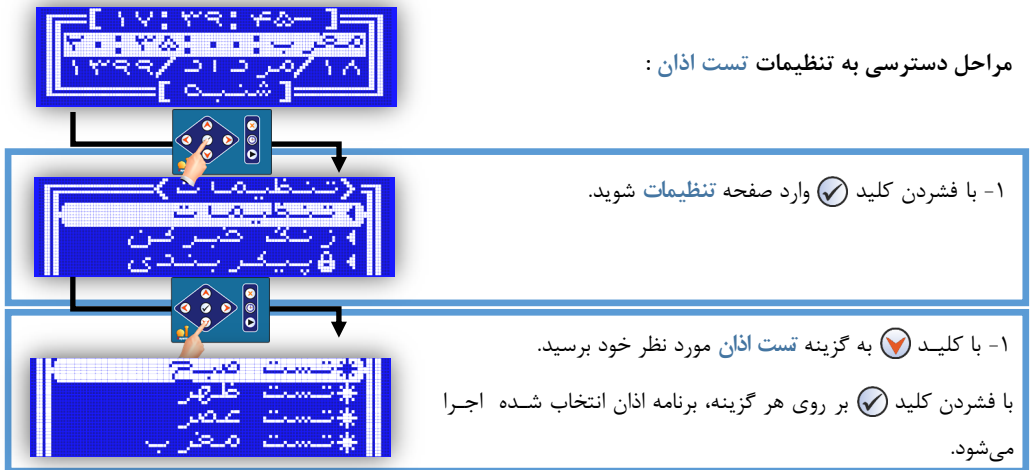 مراحل دسترسی به تنظیمات تست اذان :
[ ۱۷:۳۹:۴۵- ]
مغرب ۲۰:۳۵:۰۰
۱۸/مرداد/۱۳۹۹
[ شنبه ]
۱- با فشردن کلید وارد صفحه تنظیمات شوید.
تنظیمات
تنظیمات
زنگ خبر کن
پیکر بندی
۱- با کلیـد به گزینه تست اذان مورد نظر خود برسید.
با فشردن کلید بر روی هر گزینه، برنامه اذان انتخاب شـده اجـرا
می‌شود.
تست صبح
تست ظهر
تست عصر
تست مغرب